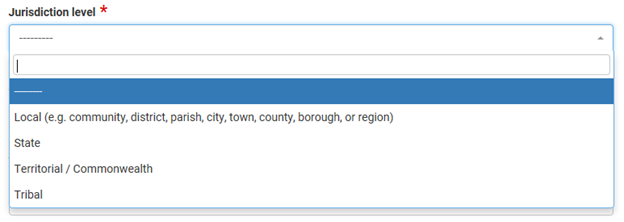 Jurisdiction level *
---------
---------
Local (e.g. community, district, parish, city, town, county, borough, or region)
State
Territorial / Commonwealth
Tribal